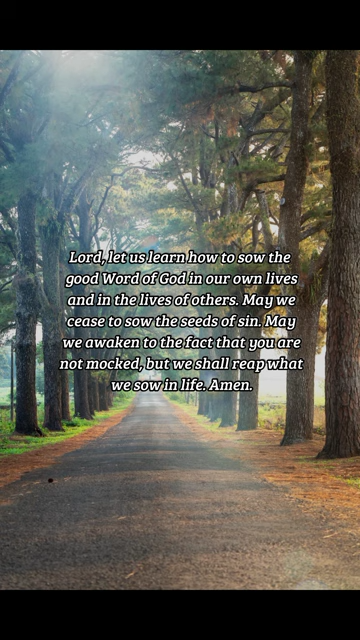 Lord, let us learn how to sow the
good Word of God in our own lives
and in the lives of others. May we
cease to sow the seeds of sin. May
we awaken to the fact that you are
not mocked, but we shall reap what
we sow in life. Amen.